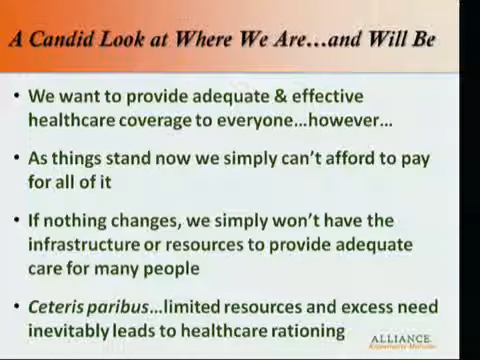 A Candid Look at Where We Are...and Will Be
• We want to provide adequate & effective
healthcare coverage to everyone...however...
• As things stand now we simply can't afford to pay
for all of it
• If nothing changes, we simply won't have the
infrastructure or resources to provide adequate
care for many people
• Ceteris paribus...limited resources and excess need
inevitably leads to healthcare rationing
ALLIANCE